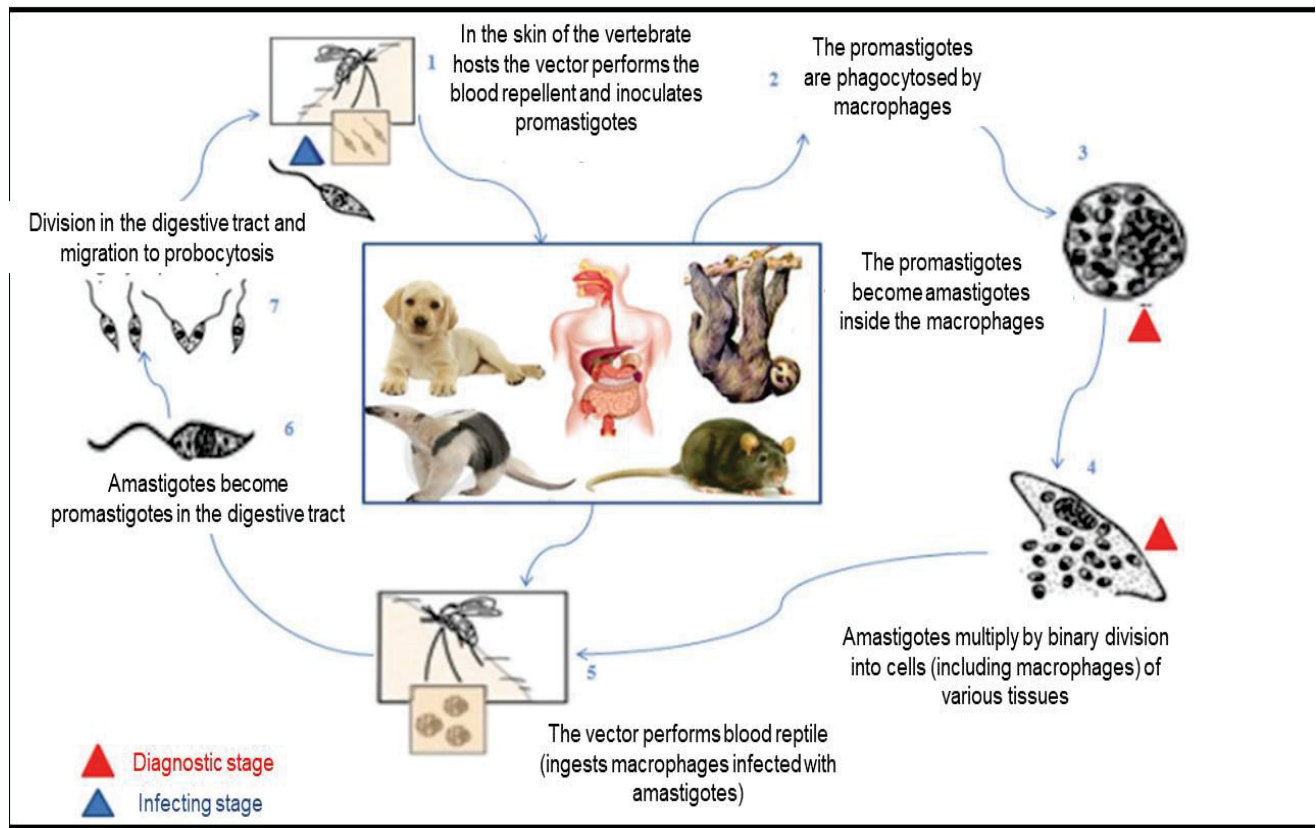 1
In the skin of the vertebrate
hosts the vector performs the
blood repellent and inoculates
promastigotes
2
The promastigotes
are phagocytosed by
macrophages
3
The promastigotes
become amastigotes
inside the macrophages
4
Amastigotes multiply by binary division
into cells (including macrophages) of
various tissues
5
The vector performs blood reptile
(ingests macrophages infected with
amastigotes)
6
Amastigotes become
promastigotes in the digestive tract
7
Division in the digestive tract and
migration to probocytosis
Diagnostic stage
Infecting stage